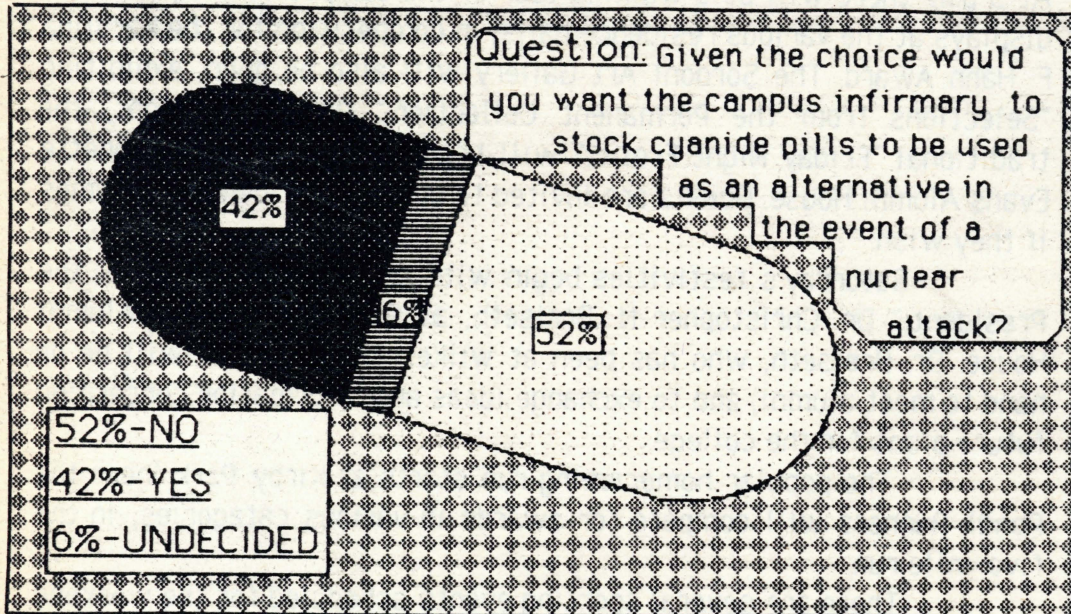 Question: Given the choice would
you want the campus infirmary to
stock cyanide pills to be used
as an alternative in
the event of a
nuclear
attack?
42%
6%
52%
52%-NO
42%-YES
6%-UNDECIDED